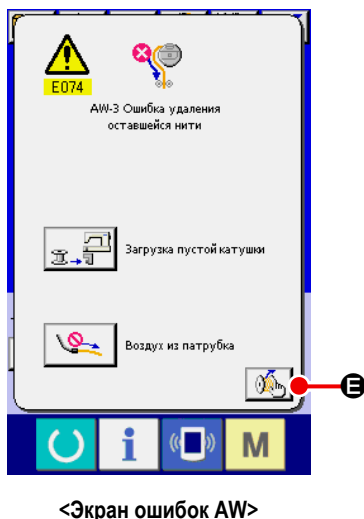 E074
AW-3 Ошибка удаления
оставшейся нити
Загрузка пустой катушки
Воздух из патрубка
E
i
M
<Экран ошибок AW>